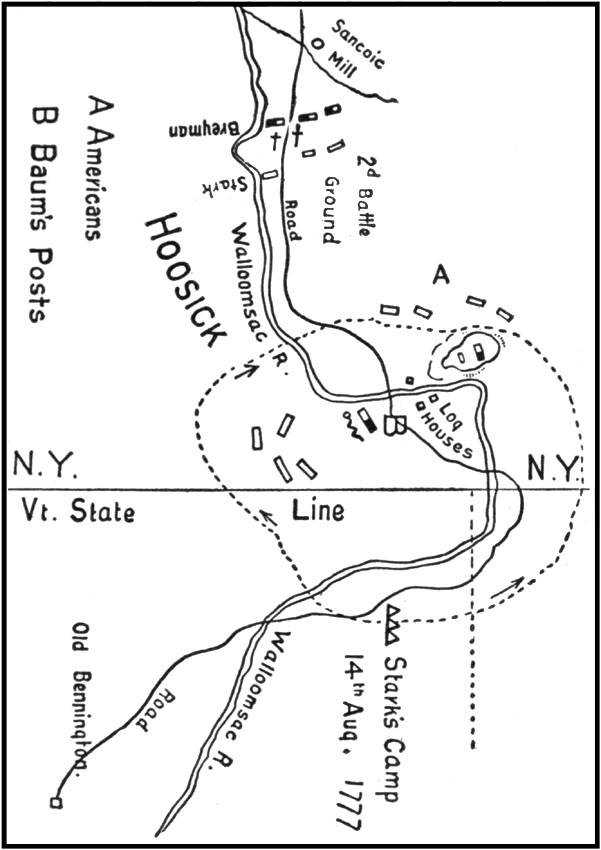 Sancoic
Mill
Breyman
Stark
2d Battle
Ground
Road
A Americans
B Baum's Posts
HOOSICK
Walloomsac R.
A
B
Log
Houses
N.Y.
N.Y.
Vt. State Line
Stark's Camp
14th Aug. 1777
Walloomsac R.
Road
Old Bennington.